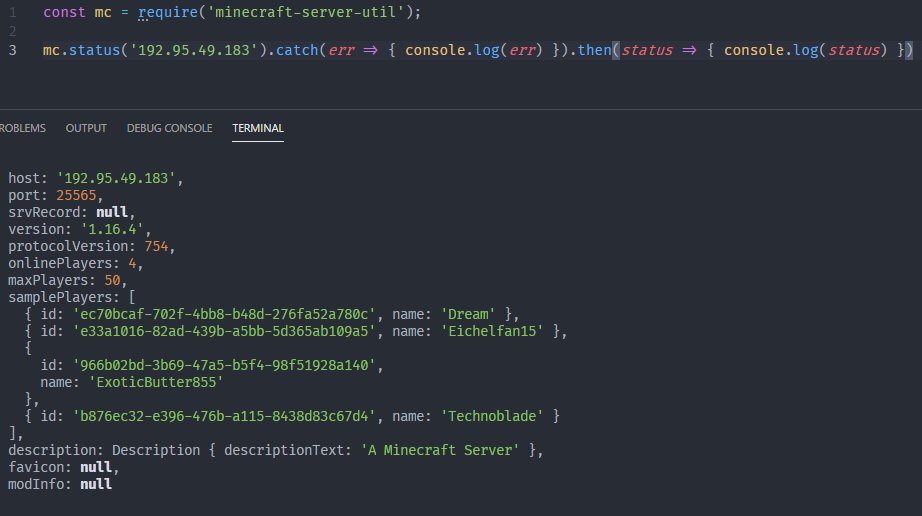 1 const mc = require('minecraft-server-util');
2
3 mc.status('192.95.49.183').catch(err => { console.log(err) }).then(status => { console.log(status) })
ROBLEMS OUTPUT DEBUG CONSOLE TERMINAL
host: '192.95.49.183',
port: 25565,
srvRecord: null,
version: '1.16.4',
protocolVersion: 754,
onlinePlayers: 4,
maxPlayers: 50,
samplePlayers: [
{ id: 'ec70bcaf-702f-4bb8-b48d-276fa52a780c', name: 'Dream' },
{ id: 'e33a1016-82ad-439b-a5bb-5d365ab109a5', name: 'Eichelfan15' },
{
id: '966b02bd-3b69-47a5-b5f4-98f51928a140',
name: 'ExoticButter855'
},
{ id: 'b876ec32-e396-476b-a115-8438d83c67d4', name: 'Technoblade' }
],
description: Description { descriptionText: 'A Minecraft Server' },
favicon: null,
modInfo: null